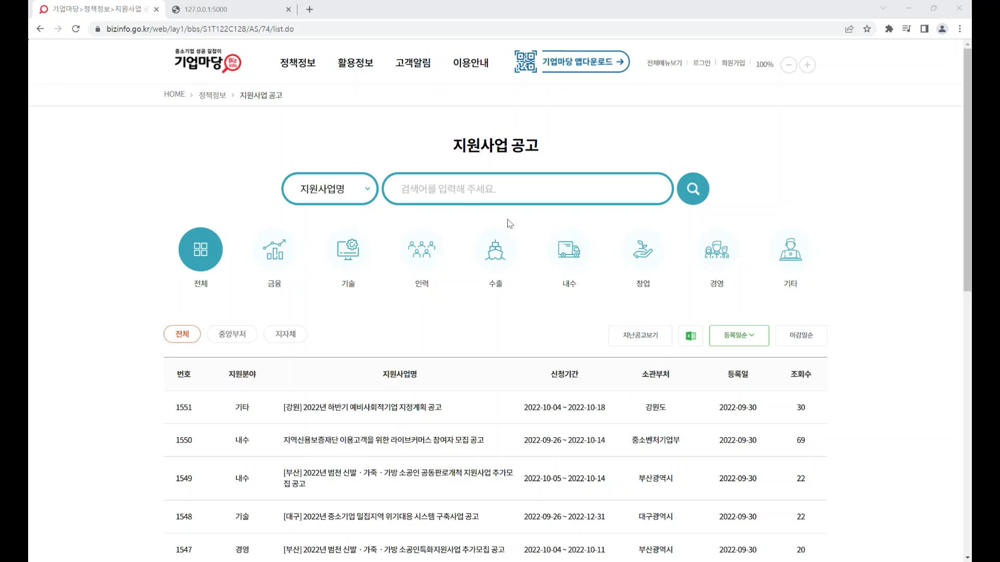 기업마당>정책정보>지원사업 공
127.0.0.1:5000
bizinfo.go.kr/web/lay1/bbs/S1T122C128/AS/74/list.do
중소기업 성공 길잡이
기업마당 Biz info
정책정보 활용정보 고객알림 이용안내
기업마당 앱다운로드 →
전체메뉴보기 로그인 회원가입 100% − +
HOME > 정책정보 > 지원사업 공고
지원사업 공고
지원사업명
검색어를 입력해 주세요.
전체 금융 기술 인력 수출 내수 창업 경영 기타
전체 중앙부처 지자체 지난공고보기 등록일순 마감일순
번호 지원분야 지원사업명 신청기간 소관부처 등록일 조회수
1551 기타 [강원] 2022년 하반기 예비사회적기업 지정계획 공고 2022-10-04 ~ 2022-10-18 강원도 2022-09-30 30
1550 내수 지역신용보증재단 이용고객을 위한 라이브커머스 참여자 모집 공고 2022-09-26 ~ 2022-10-14 중소벤처기업부 2022-09-30 69
1549 내수 [부산] 2022년 범천 신발ㆍ가죽ㆍ가방 소공인 공동판로개척 지원사업 추가모
집 공고 2022-10-05 ~ 2022-10-14 부산광역시 2022-09-30 22
1548 기술 [대구] 2022년 중소기업 밀집지역 위기대응 시스템 구축사업 공고 2022-09-26 ~ 2022-12-31 대구광역시 2022-09-30 22
1547 경영 [부산] 2022년 범천 신발ㆍ가죽ㆍ가방 소공인특화지원사업 추가모집 공고 2022-10-04 ~ 2022-10-11 부산광역시 2022-09-30 20